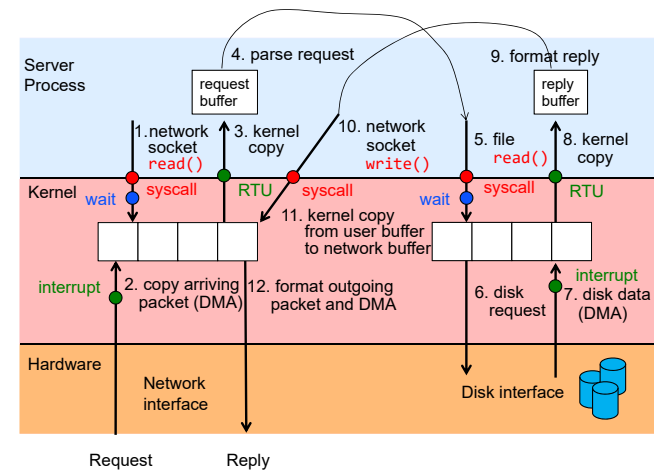 4. parse request
9. format reply
Server
Process
request
buffer
reply
buffer
1.network
socket
read()
3. kernel
copy
10. network
socket
write()
5. file
read()
8. kernel
copy
Kernel
wait
syscall
RTU
syscall
wait
syscall
RTU
11. kernel copy
from user buffer
to network buffer
interrupt
2. copy arriving
packet (DMA)
12. format outgoing
packet and DMA
6. disk
request
interrupt
7. disk data
(DMA)
Hardware
Network
interface
Disk interface
Request
Reply